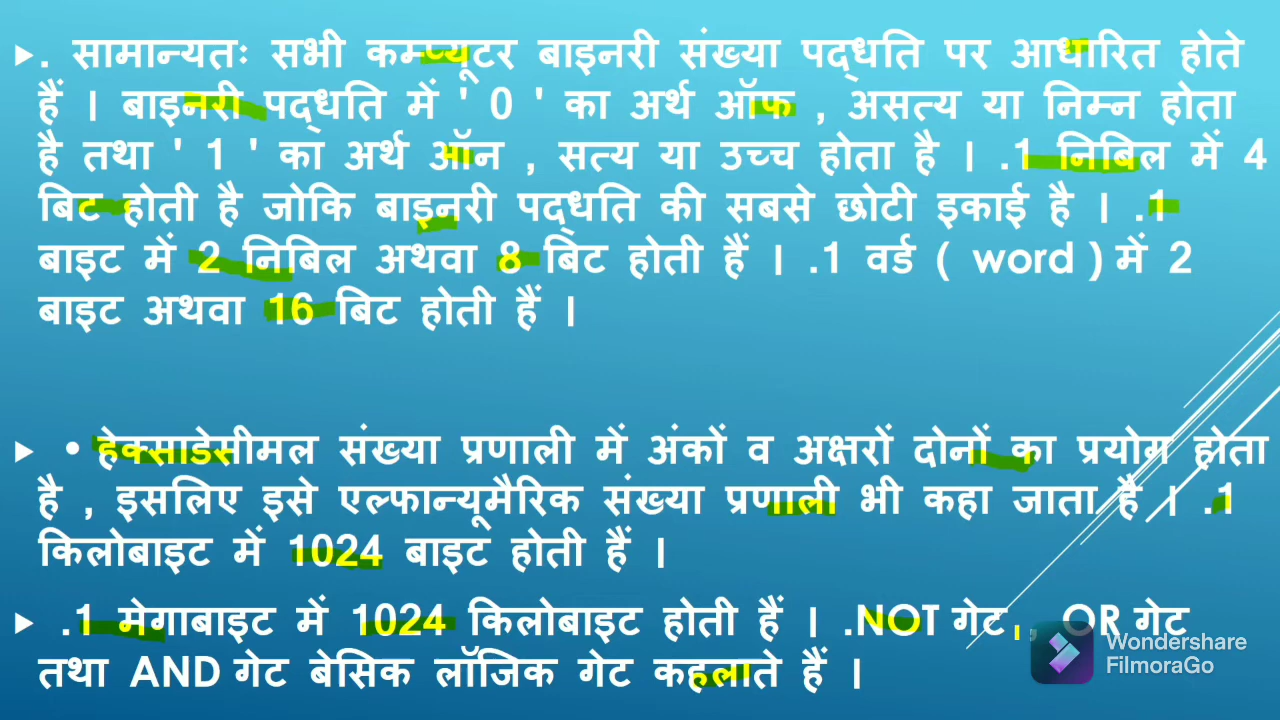 . सामान्यतः सभी कम्प्यूटर बाइनरी संख्या पद्धति पर आधारित होते
हैं । बाइनरी पद्धति में ' 0 ' का अर्थ ऑफ , असत्य या निम्न होता
है तथा ' 1 ' का अर्थ ऑन , सत्य या उच्च होता है । .1 निबिल में 4
बिट होती है जोकि बाइनरी पद्धति की सबसे छोटी इकाई है । .1
बाइट में 2 निबिल अथवा 8 बिट होती हैं । .1 वर्ड ( word ) में 2
बाइट अथवा 16 बिट होती हैं ।
• हेक्साडेसीमल संख्या प्रणाली में अंकों व अक्षरों दोनों का प्रयोग होता
है , इसलिए इसे एल्फान्यूमैरिक संख्या प्रणाली भी कहा जाता है । .1
किलोबाइट में 1024 बाइट होती हैं ।
.1 मेगाबाइट में 1024 किलोबाइट होती हैं । .NOT गेट , OR गेट
तथा AND गेट बेसिक लॉजिक गेट कहलाते हैं ।
Wondershare
FilmoraGo